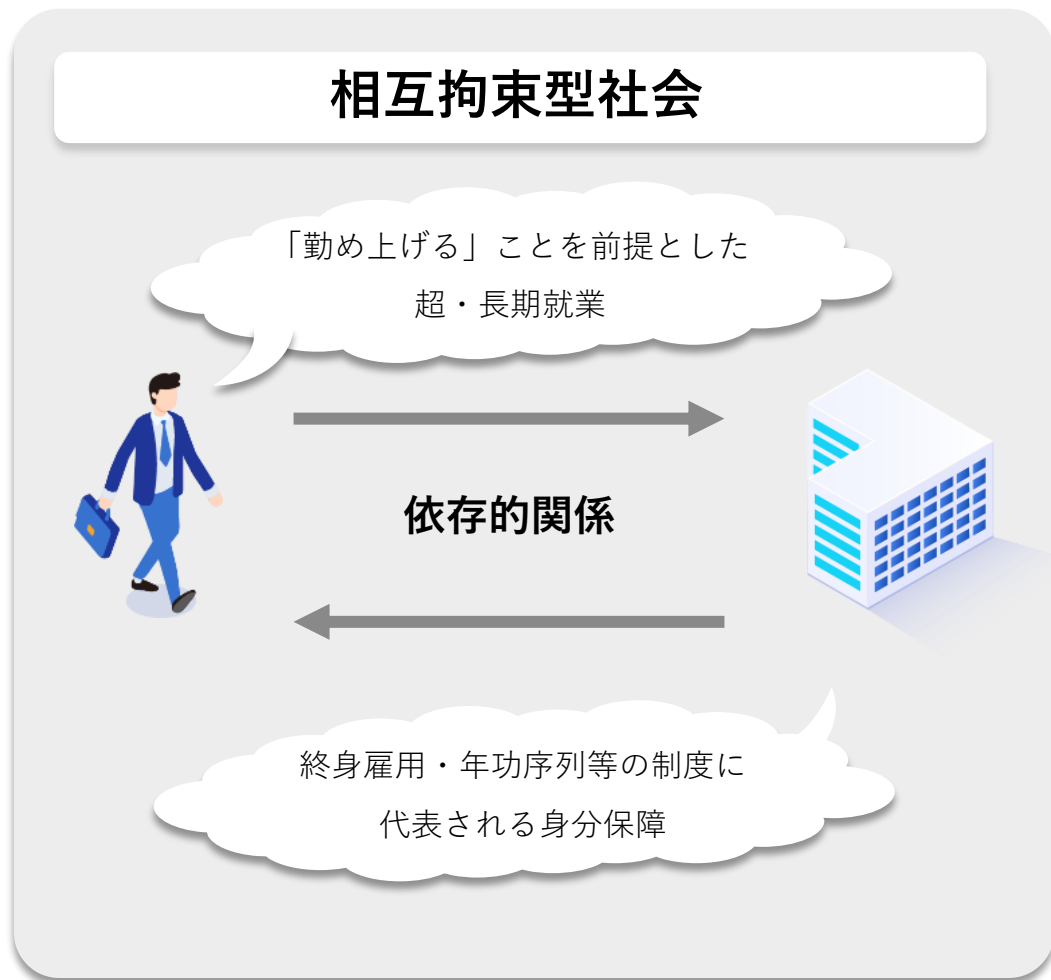 相互拘束型社会
「勤め上げる」ことを前提とした
超・長期就業
依存的関係
終身雇用・年功序列等の制度に
代表される身分保障